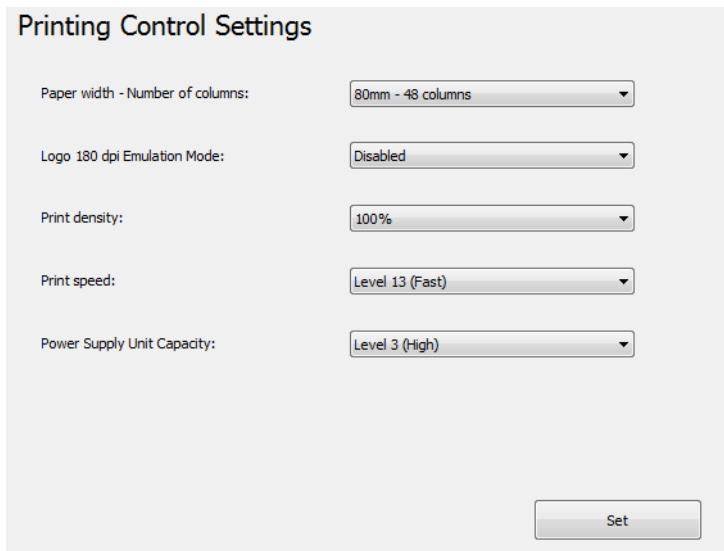 Printing Control Settings
Paper width - Number of columns: 80mm - 48 columns
Logo 180 dpi Emulation Mode: Disabled
Print density: 100%
Print speed: Level 13 (Fast)
Power Supply Unit Capacity: Level 3 (High)
Set